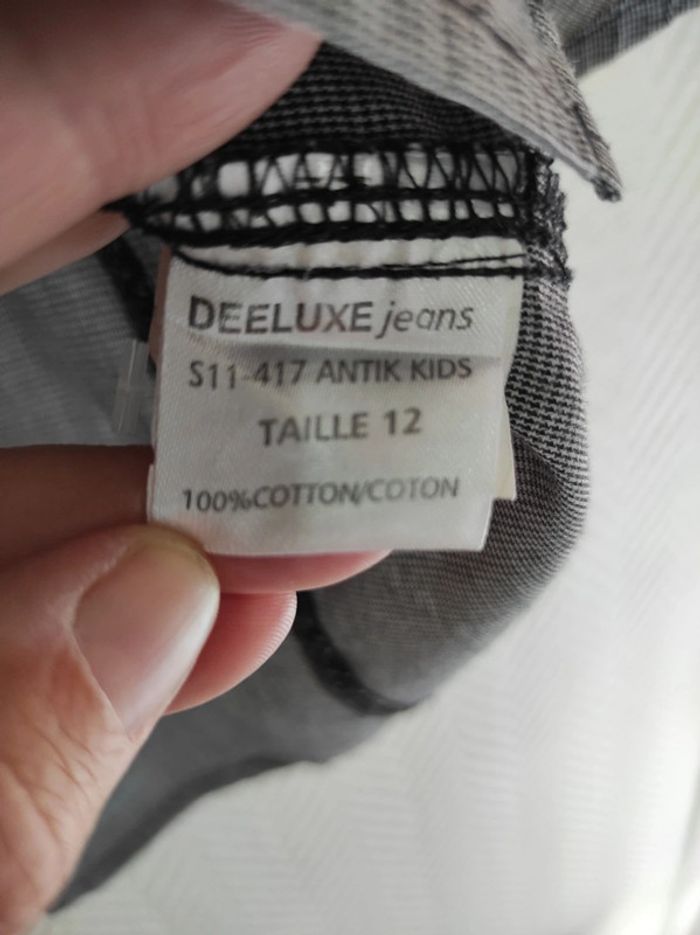 DEELUXE jeans
S11-417 ANTIK KIDS
TAILLE 12
100%COTTON/COTON